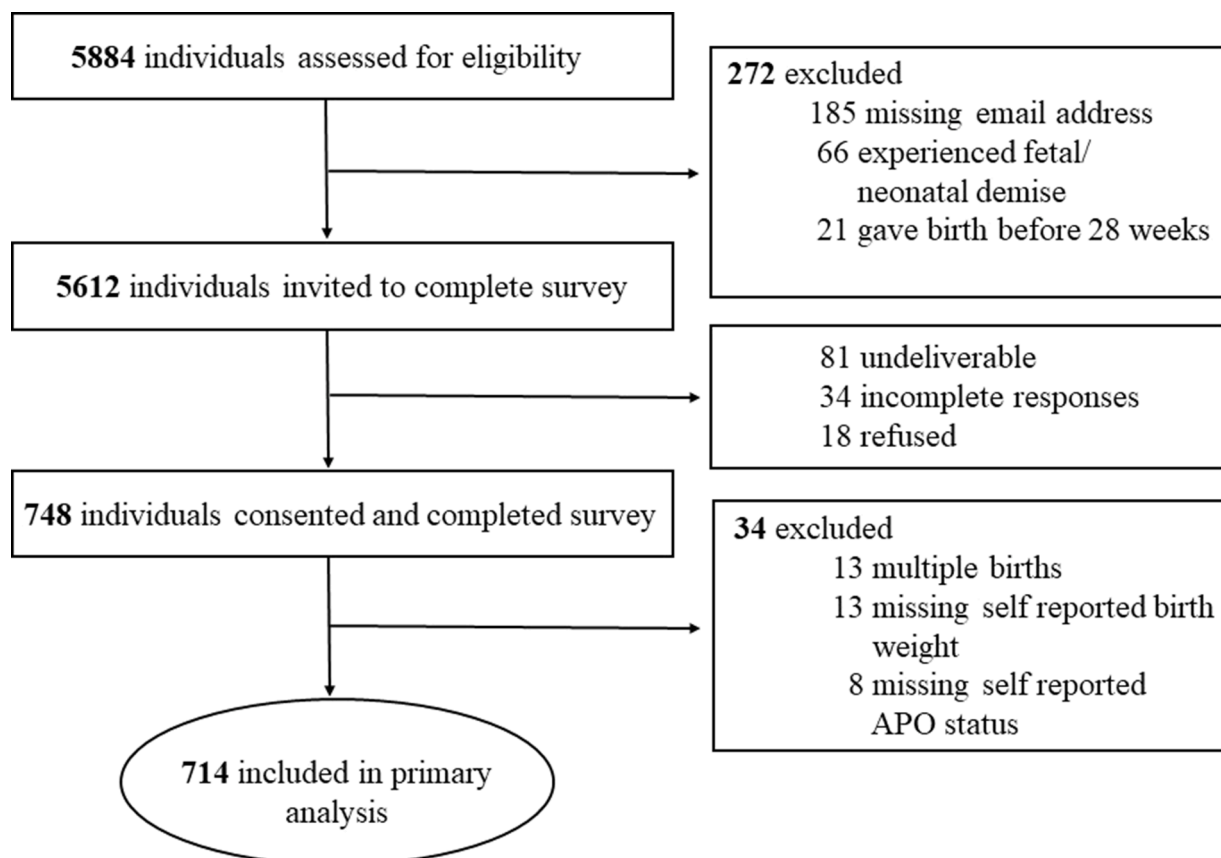 5884 individuals assessed for eligibility
272 excluded
185 missing email address
66 experienced fetal/
neonatal demise
21 gave birth before 28 weeks
5612 individuals invited to complete survey
81 undeliverable
34 incomplete responses
18 refused
748 individuals consented and completed survey
34 excluded
13 multiple births
13 missing self reported birth
weight
8 missing self reported
APO status
714 included in primary
analysis